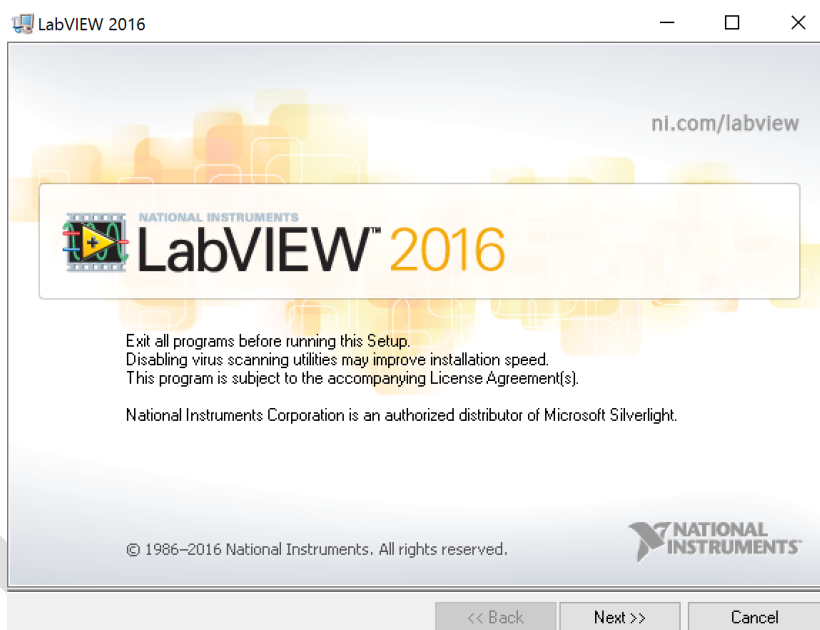 LabVIEW 2016
ni.com/labview
NATIONAL INSTRUMENTS
LabVIEW™ 2016
Exit all programs before running this Setup.
Disabling virus scanning utilities may improve installation speed.
This program is subject to the accompanying License Agreement(s).
National Instruments Corporation is an authorized distributor of Microsoft Silverlight.
© 1986–2016 National Instruments. All rights reserved.
NATIONAL
INSTRUMENTS™
<< Back Next >> Cancel